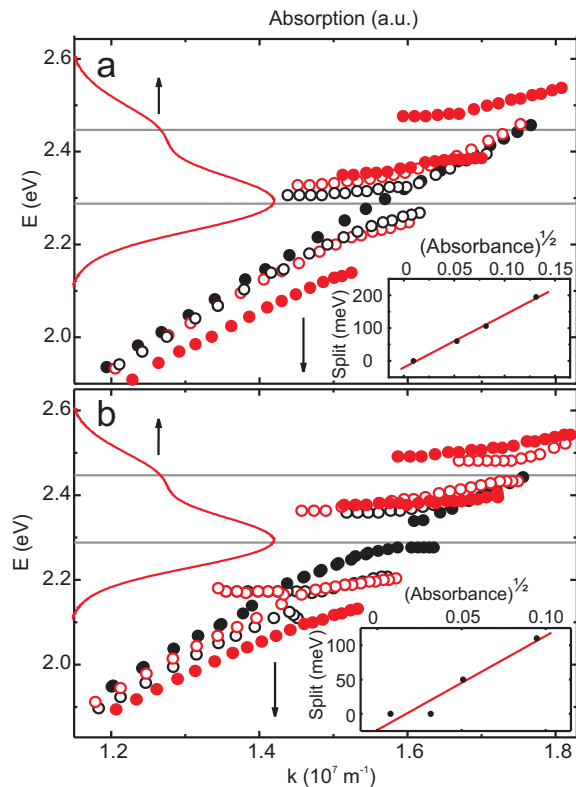 Absorption (a.u.)
a
E (eV)
2.6
2.4
2.2
2.0
(Absorbance)^1/2
0 0.05 0.10 0.15
Split (meV)
200
100
0
b
E (eV)
2.6
2.4
2.2
2.0
(Absorbance)^1/2
0 0.05 0.10
Split (meV)
100
50
0
1.2 1.4 1.6 1.8
k (10^7 m^-1)